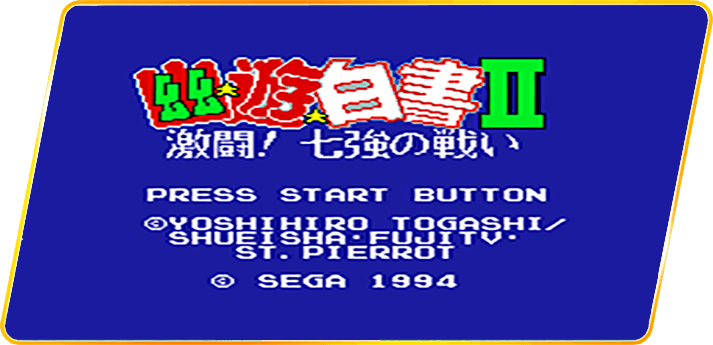 幽☆遊☆白書II
激闘! 七強の戦い
PRESS START BUTTON
©YOSHIHIRO TOGASHI/
SHUEISHA·FUJITV·
ST.PIERROT
© SEGA 1994